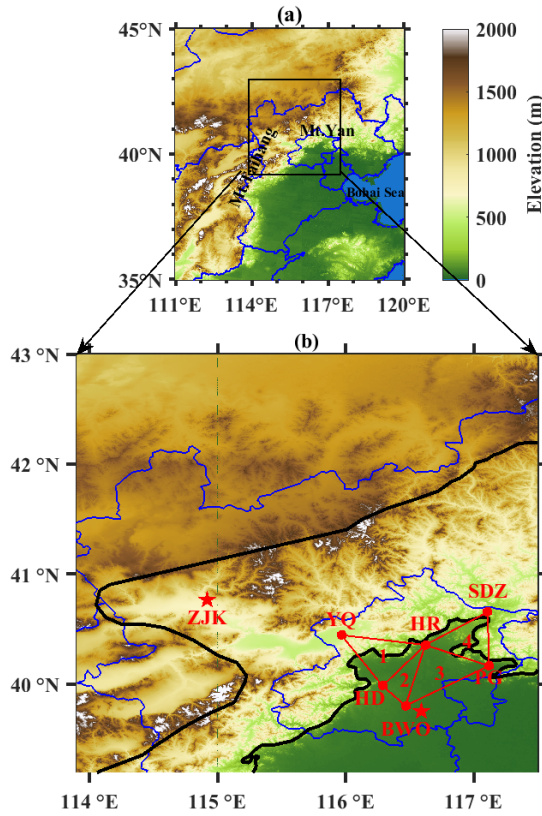 (a)
45°N
40°N
35°N
111°E
114°E
117°E
120°E
Mt.Yan
Mt.Taihang
Bohai Sea
2000
1500
1000
500
0
Elevation (m)
(b)
43 °N
42 °N
41 °N
40 °N
114 °E
115 °E
116 °E
117 °E
ZJK
YQ
HR
SDZ
1
4
HD
2
3
PG
BWO